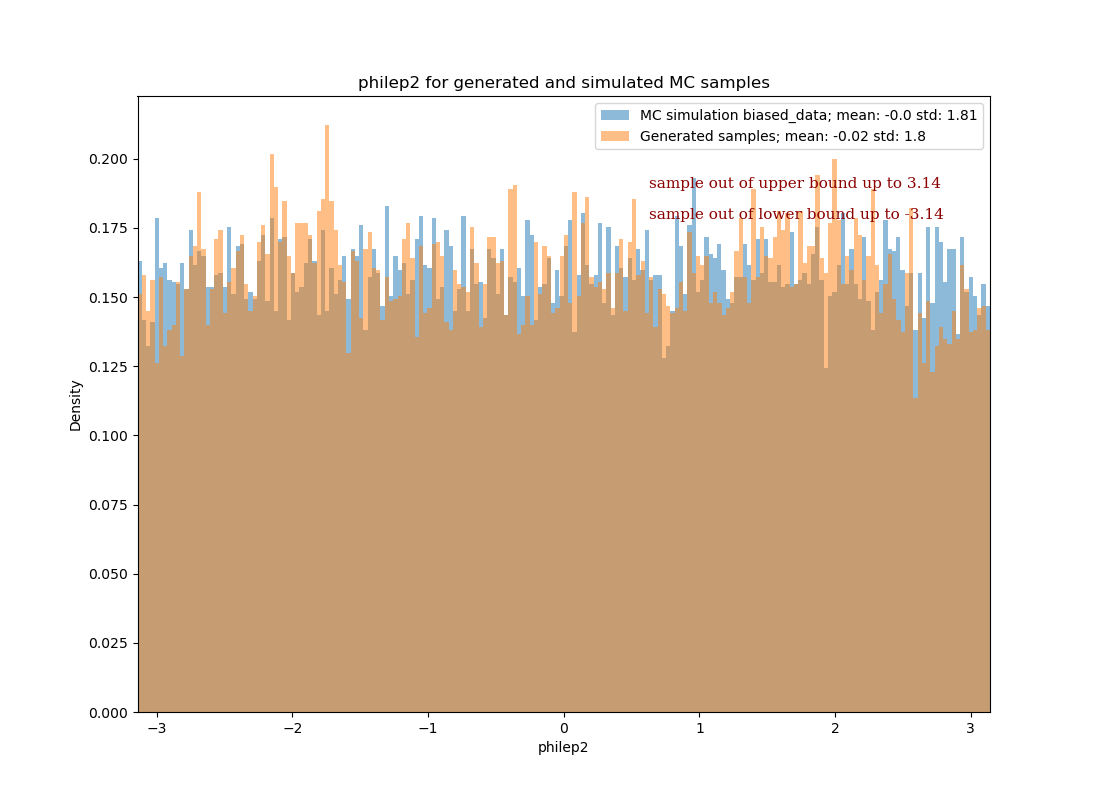 philep2 for generated and simulated MC samples
MC simulation biased_data; mean: -0.0 std: 1.81
Generated samples; mean: -0.02 std: 1.8
sample out of upper bound up to 3.14
sample out of lower bound up to -3.14
0.200
0.175
0.150
0.125
0.100
0.075
0.050
0.025
0.000
Density
−3 −2 −1 0 1 2 3
philep2